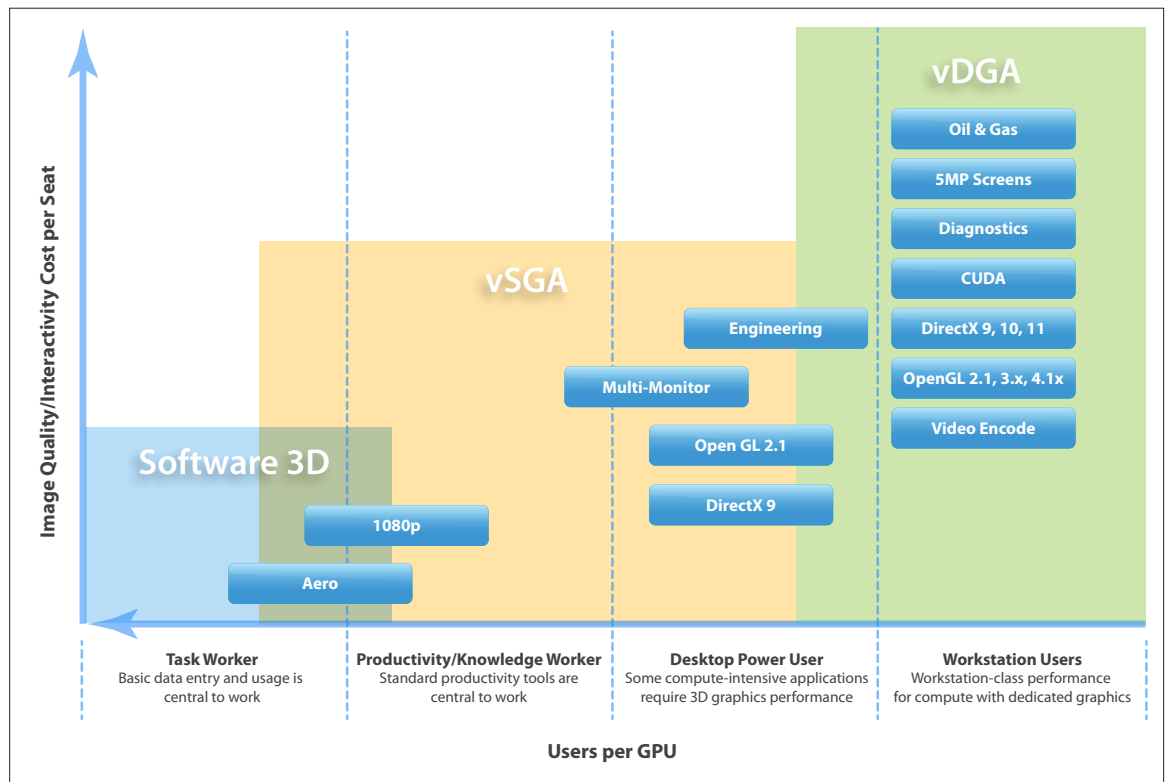 Image Quality/Interactivity Cost per Seat
vDGA
Oil & Gas
5MP Screens
Diagnostics
CUDA
DirectX 9, 10, 11
OpenGL 2.1, 3.x, 4.1x
Video Encode
vSGA
Engineering
Multi-Monitor
Open GL 2.1
DirectX 9
Software 3D
1080p
Aero
Task Worker
Basic data entry and usage is
central to work
Productivity/Knowledge Worker
Standard productivity tools are
central to work
Desktop Power User
Some compute-intensive applications
require 3D graphics performance
Workstation Users
Workstation-class performance
for compute with dedicated graphics
Users per GPU